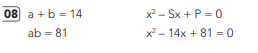 08 a + b = 14 x² – Sx + P = 0
ab = 81 x² – 14x + 81 = 0